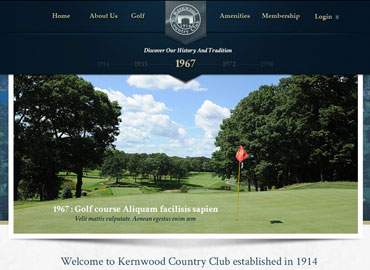 Home About Us Golf Amenities Membership Login
Kernwood
Country Club
Discover Our History And Tradition
1914 1933 1967 1972 1998
1967 : Golf course Aliquam facilisis sapien
Velit mattis vulputate. Aenean egestus enim sem
Welcome to Kernwood Country Club established in 1914